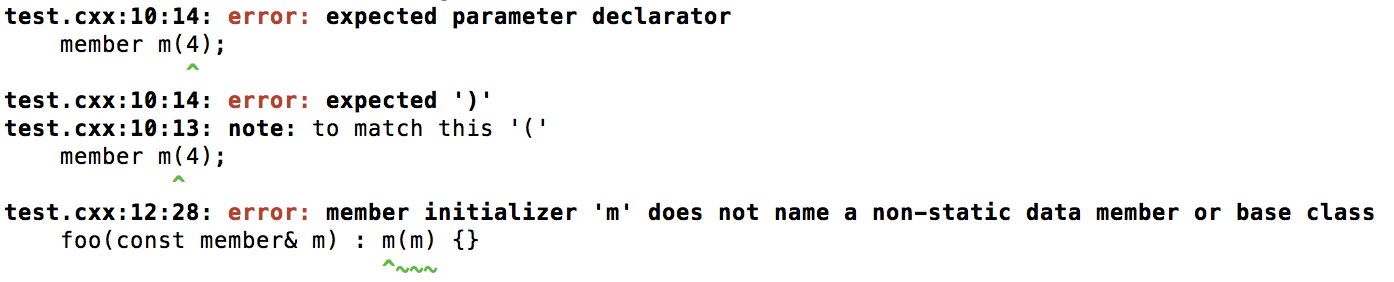 test.cxx:10:14: error: expected parameter declarator
    member m(4);
             ^
test.cxx:10:14: error: expected ')'
test.cxx:10:13: note: to match this '('
    member m(4);
            ^
test.cxx:12:28: error: member initializer 'm' does not name a non-static data member or base class
    foo(const member& m) : m(m) {}
                           ^~~~